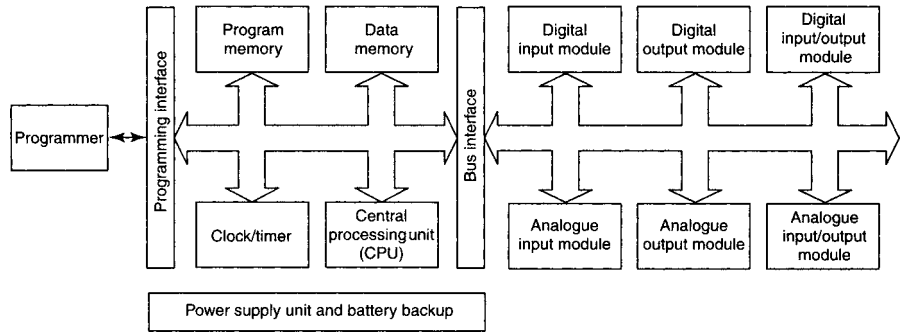 Programmer
Programming interface
Program
memory
Data
memory
Clock/timer
Central
processing unit
(CPU)
Bus interface
Digital
input module
Digital
output module
Digital
input/output
module
Analogue
input module
Analogue
output module
Analogue
input/output
module
Power supply unit and battery backup